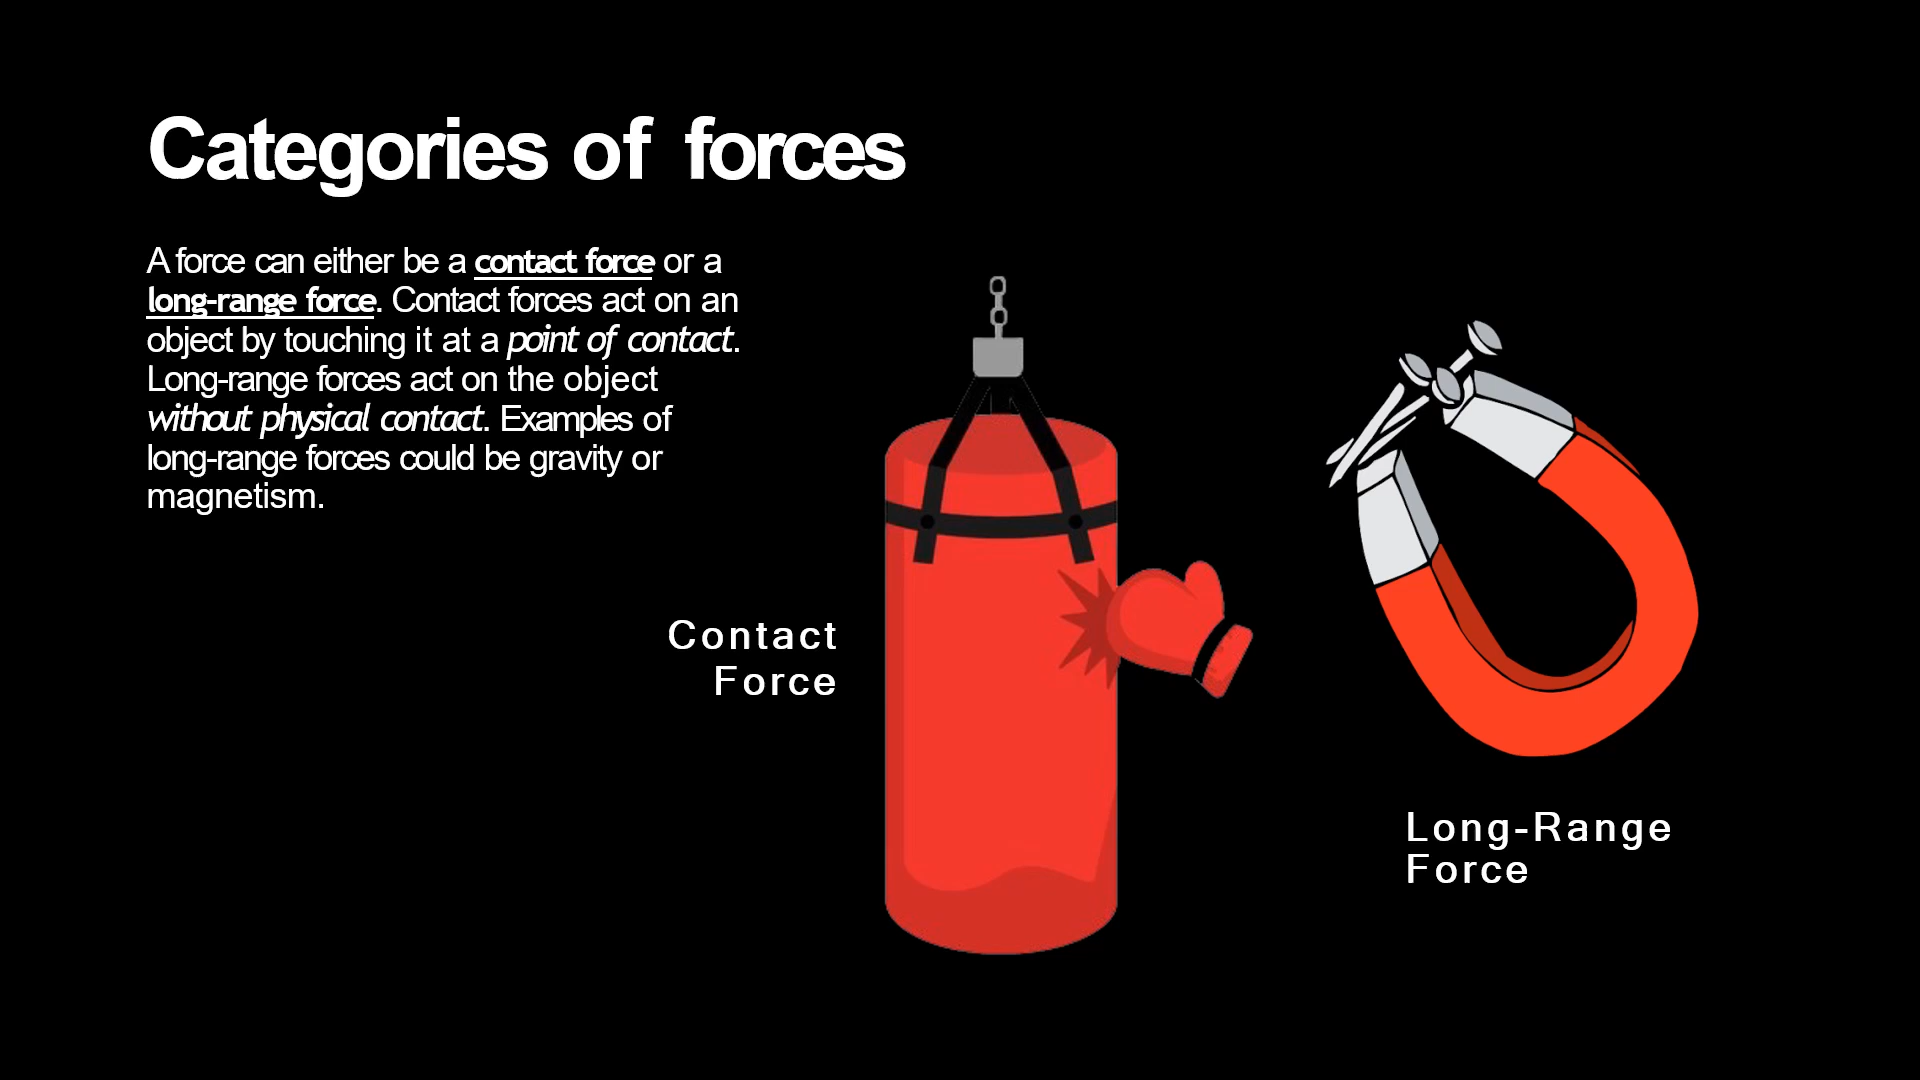 Categories of forces
A force can either be a contact force or a
long-range force. Contact forces act on an
object by touching it at a point of contact.
Long-range forces act on the object
without physical contact. Examples of
long-range forces could be gravity or
magnetism.
Contact
Force
Long-Range
Force